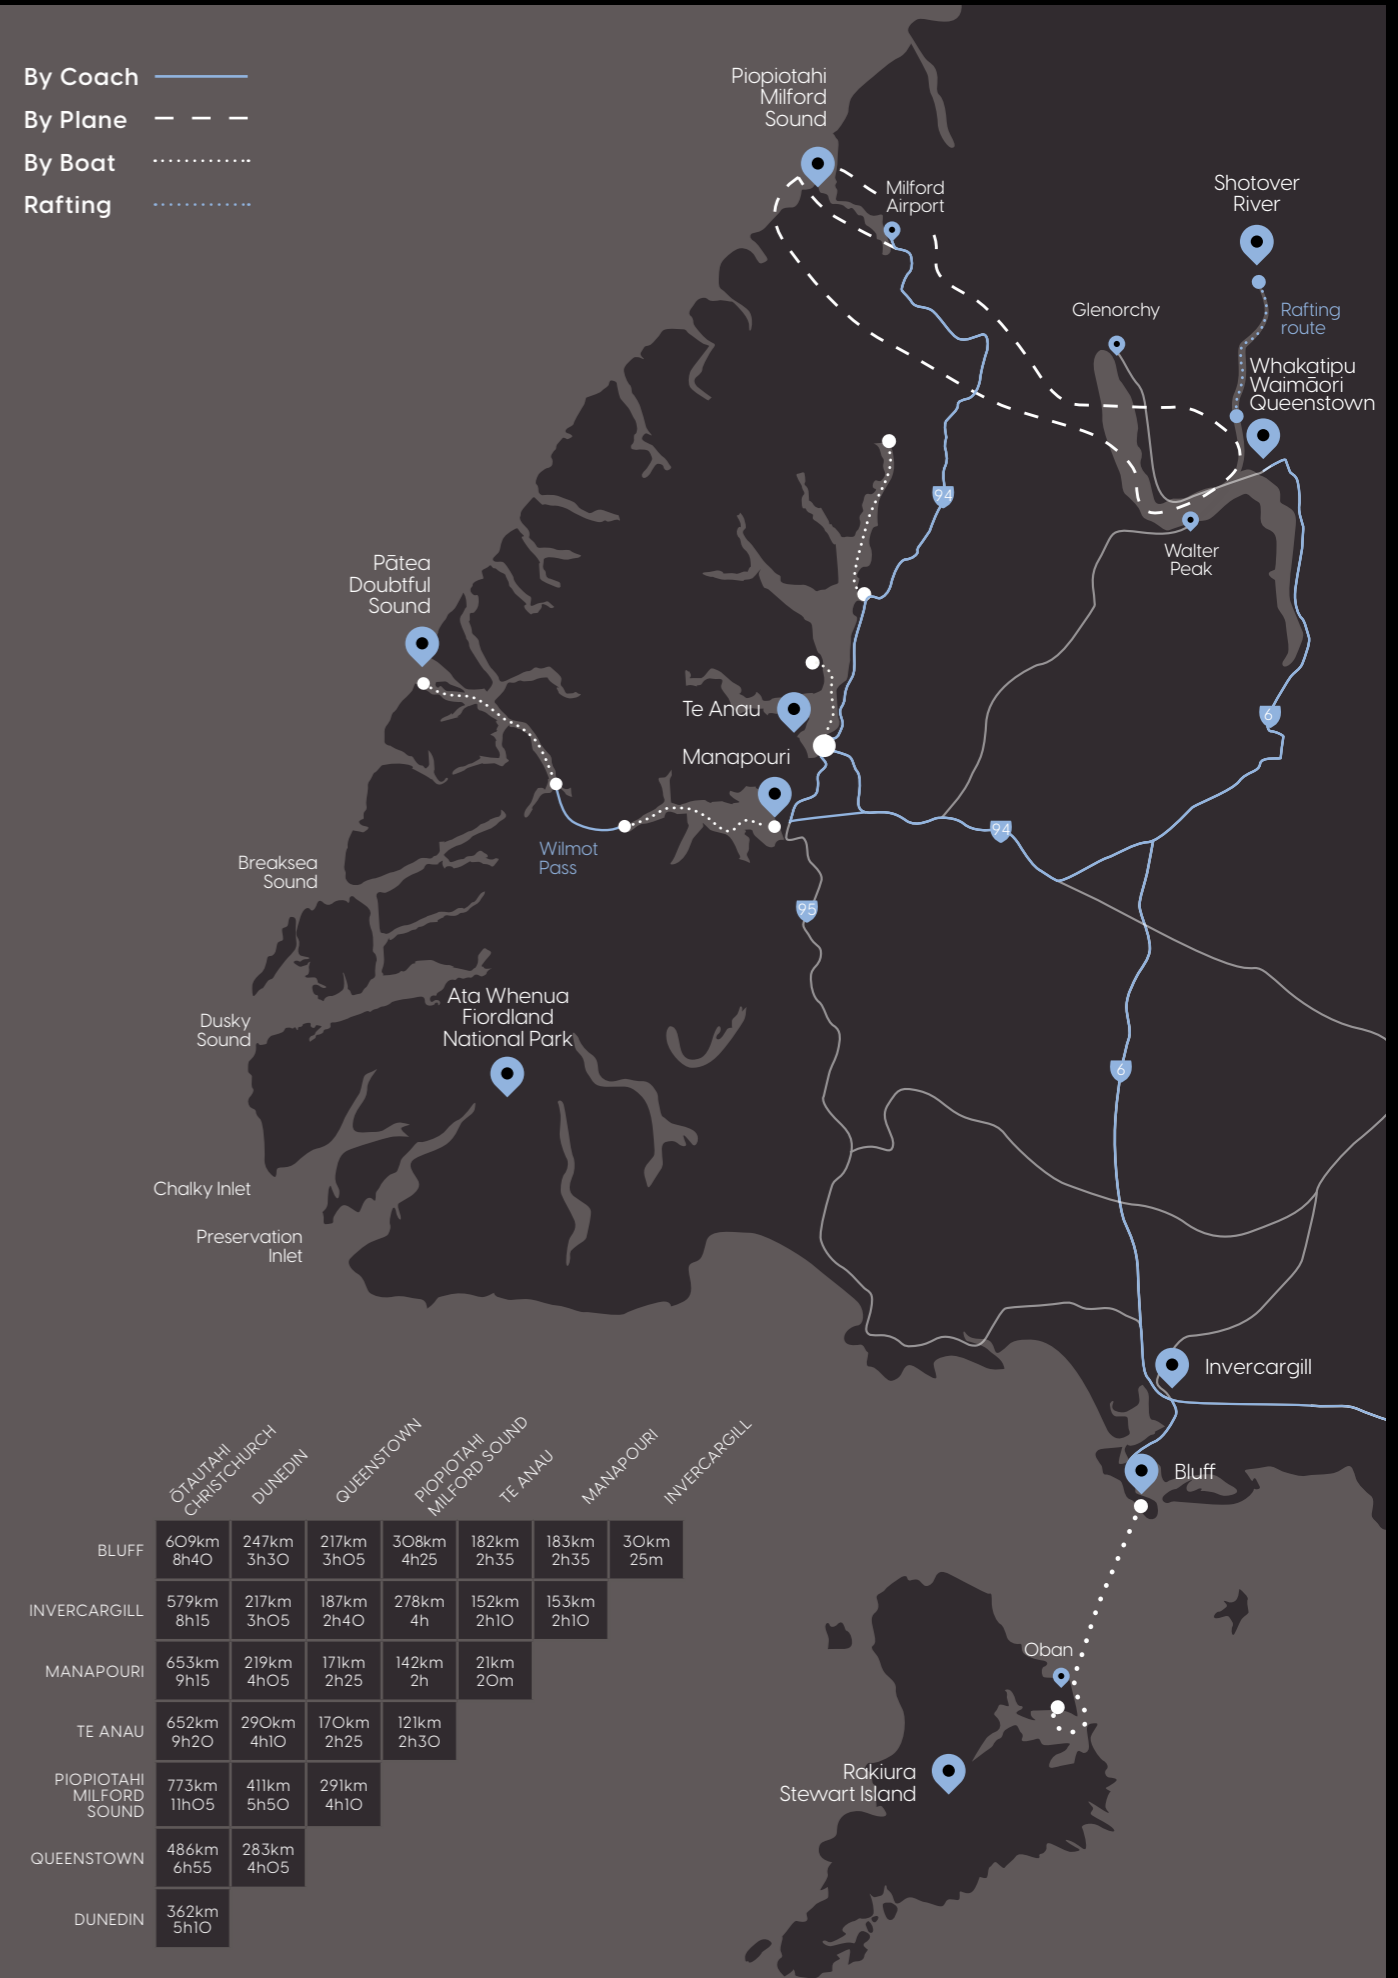 By Coach
By Plane
By Boat
Rafting
Piopiotahi
Milford
Sound
Milford
Airport
Shotover
River
Glenorchy
Rafting
route
Whakatipu
Waimāori
Queenstown
94
Walter
Peak
Pātea
Doubtful
Sound
Te Anau
6
Manapouri
94
Wilmot
Pass
Breaksea
Sound
95
Ata Whenua
Fiordland
National Park
Dusky
Sound
6
Chalky Inlet
Preservation
Inlet
Invercargill
Bluff
Oban
Rakiura
Stewart Island
ŌTAUTAHI
CHRISTCHURCH
DUNEDIN
QUEENSTOWN
PIOPIOTAHI
MILFORD SOUND
TE ANAU
MANAPOURI
INVERCARGILL
BLUFF
609km 247km 217km 308km 182km 183km 30km
8h40 3h30 3h05 4h25 2h35 2h35 25m
INVERCARGILL
579km 217km 187km 278km 152km 153km
8h15 3h05 2h40 4h 2h10 2h10
MANAPOURI
653km 219km 171km 142km 21km
9h15 4h05 2h25 2h 20m
TE ANAU
652km 290km 170km 121km
9h20 4h10 2h25 2h30
PIOPIOTAHI
MILFORD
SOUND
773km 411km 291km
11h05 5h50 4h10
QUEENSTOWN
486km 283km
6h55 4h05
DUNEDIN
362km
5h10